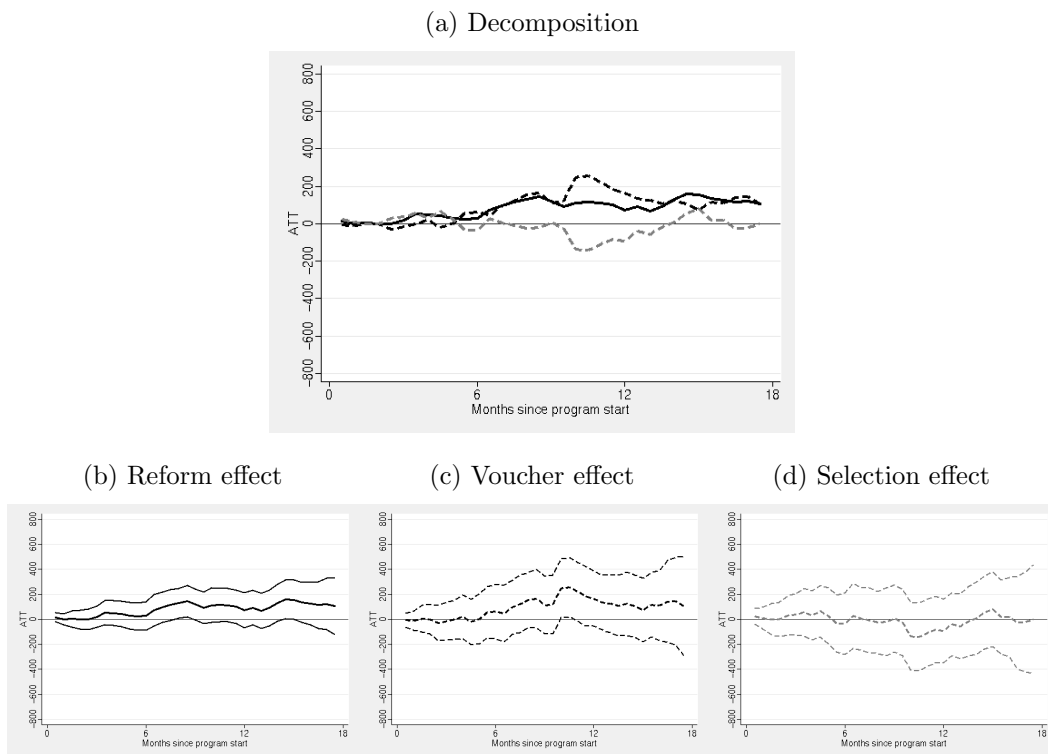 (a) Decomposition
800
600
400
200
0
−200
−400
−600
−800
ATT
0 6 12 18
Months since program start
(b) Reform effect (c) Voucher effect (d) Selection effect
800
600
400
200
0
−200
−400
−600
−800
ATT
0 6 12 18
Months since program start
800
600
400
200
0
−200
−400
−600
−800
ATT
0 6 12 18
Months since program start
800
600
400
200
0
−200
−400
−600
−800
ATT
0 6 12 18
Months since program start